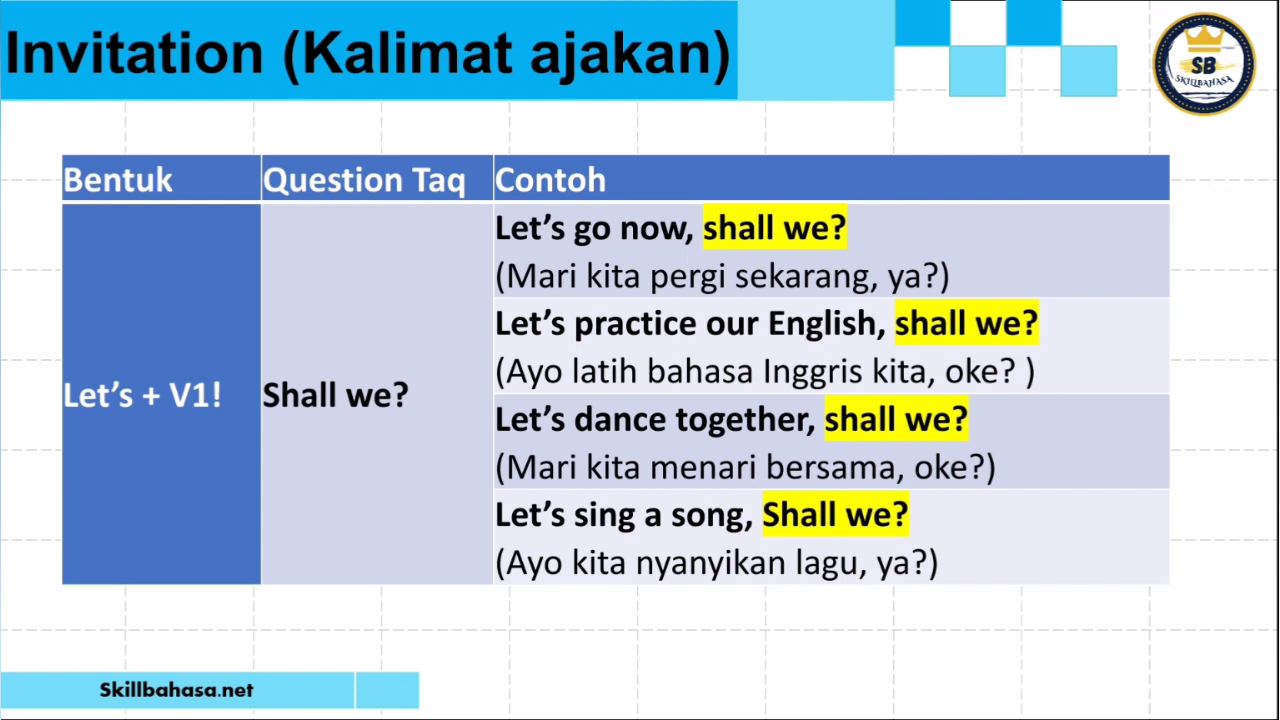 Invitation (Kalimat ajakan)
SB
SKILLBAHASA
Bentuk
Question Taq
Contoh
Let's + V1!
Shall we?
Let's go now, shall we?
(Mari kita pergi sekarang, ya?)
Let's practice our English, shall we?
(Ayo latih bahasa Inggris kita, oke? )
Let's dance together, shall we?
(Mari kita menari bersama, oke?)
Let's sing a song, Shall we?
(Ayo kita nyanyikan lagu, ya?)
Skillbahasa.net